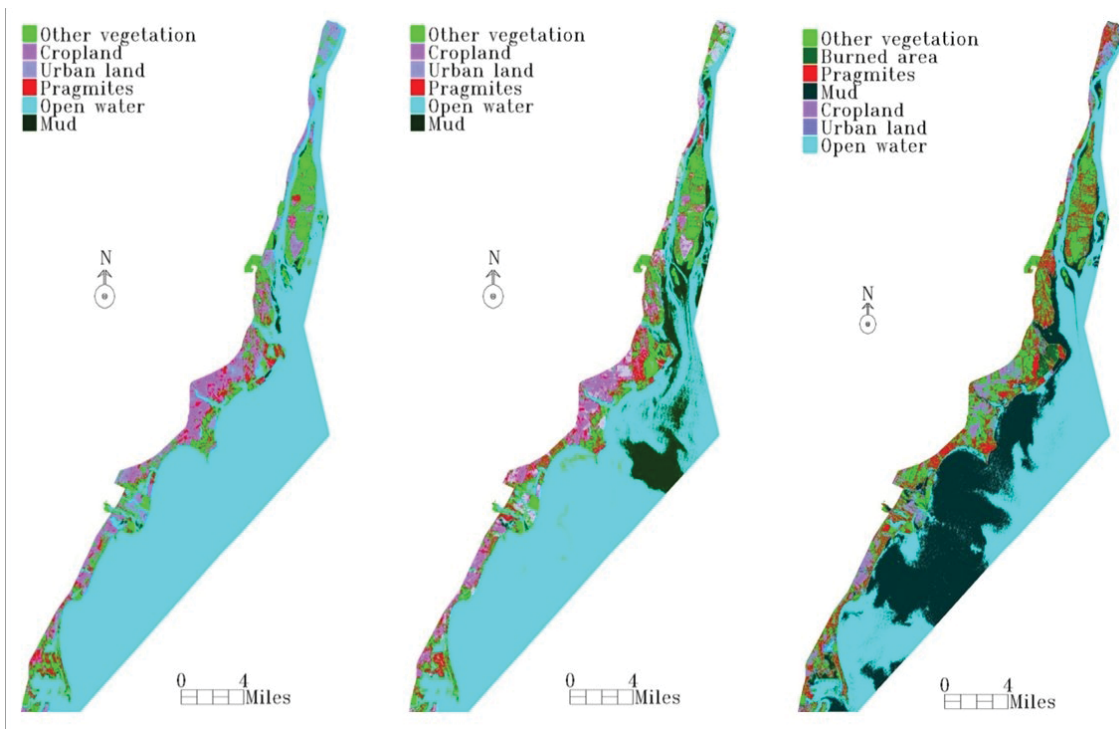 Other vegetation
Cropland
Urban land
Pragmites
Open water
Mud
N
0 4
Miles
Other vegetation
Cropland
Urban land
Pragmites
Open water
Mud
N
0 4
Miles
Other vegetation
Burned area
Pragmites
Mud
Cropland
Urban land
Open water
N
0 4
Miles